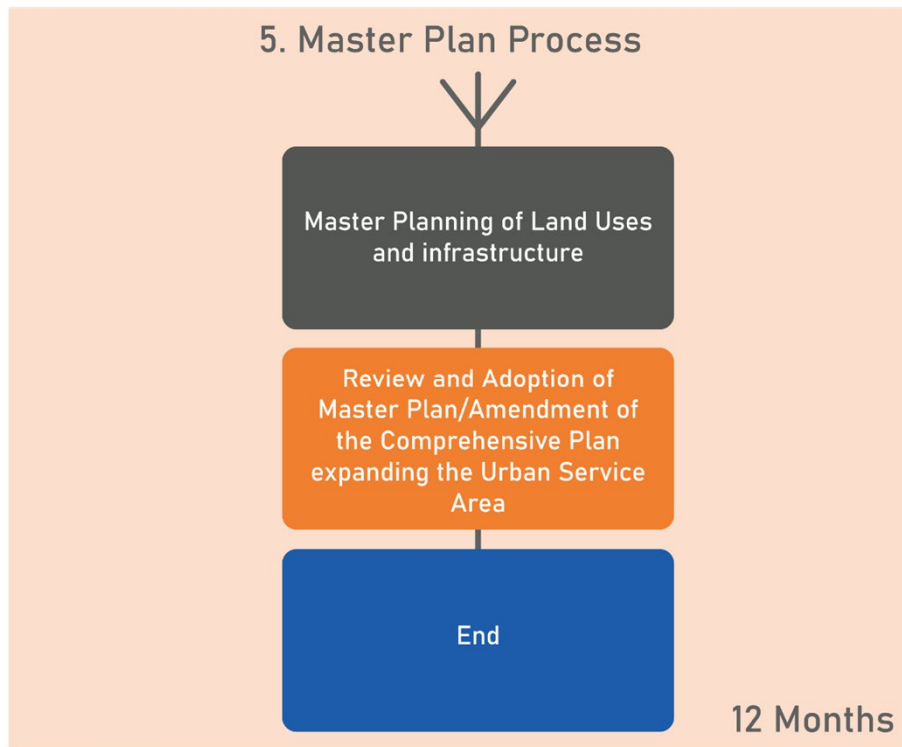 5. Master Plan Process
Master Planning of Land Uses
and infrastructure
Review and Adoption of
Master Plan/Amendment of
the Comprehensive Plan
expanding the Urban Service
Area
End
12 Months